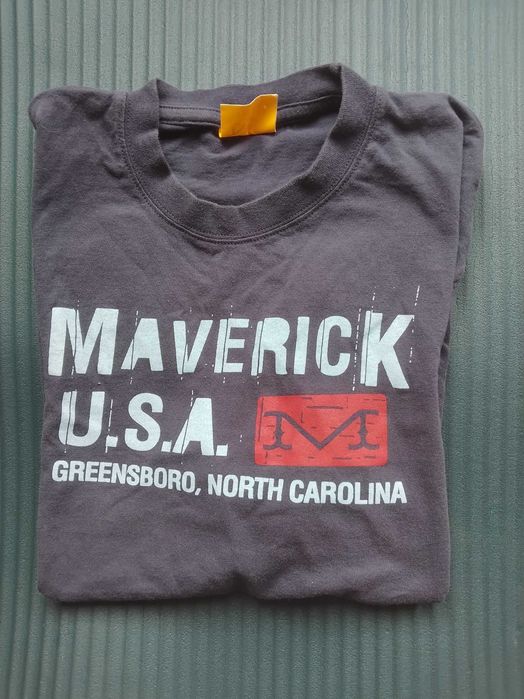 MAVERICK
U.S.A. M
GREENSBORO, NORTH CAROLINA